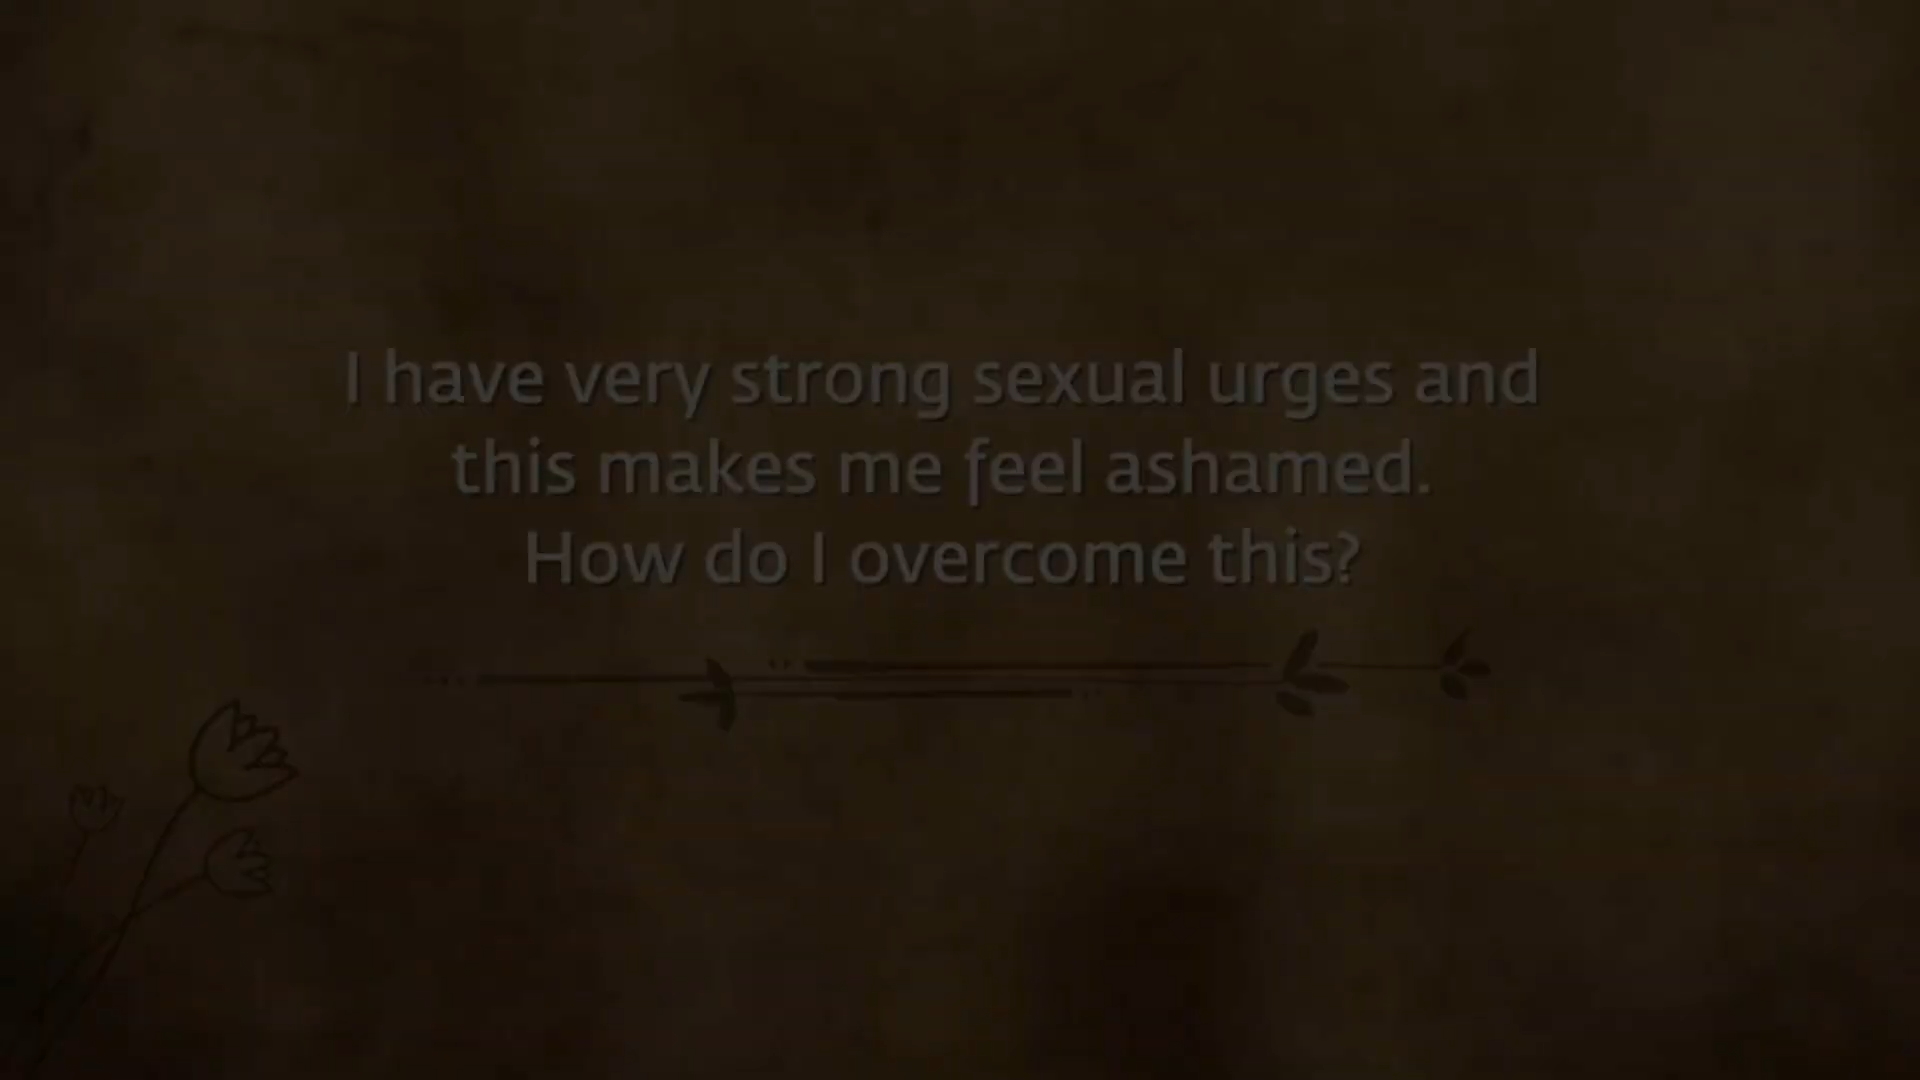 I have very strong sexual urges and
this makes me feel ashamed.
How do I overcome this?